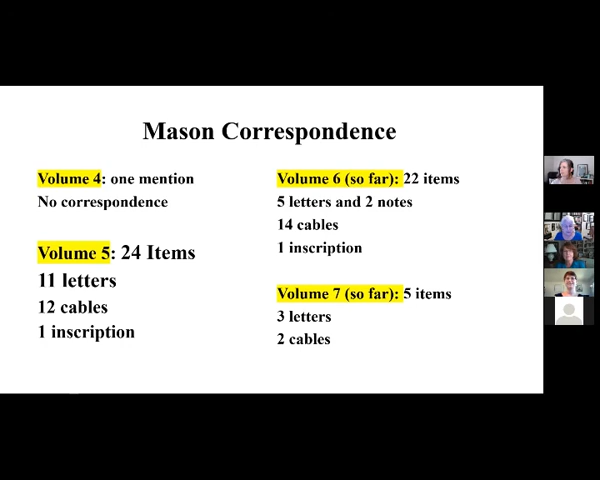 Mason Correspondence
Volume 4: one mention
No correspondence
Volume 5: 24 Items
11 letters
12 cables
1 inscription
Volume 6 (so far): 22 items
5 letters and 2 notes
14 cables
1 inscription
Volume 7 (so far): 5 items
3 letters
2 cables